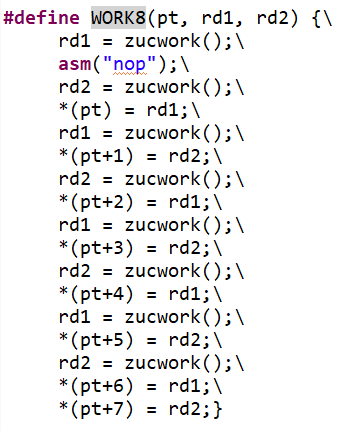 #define WORK8(pt, rd1, rd2) {\
rd1 = zucwork();\
asm("nop");\
rd2 = zucwork();\
*(pt) = rd1;\
rd1 = zucwork();\
*(pt+1) = rd2;\
rd2 = zucwork();\
*(pt+2) = rd1;\
rd1 = zucwork();\
*(pt+3) = rd2;\
rd2 = zucwork();\
*(pt+4) = rd1;\
rd1 = zucwork();\
*(pt+5) = rd2;\
rd2 = zucwork();\
*(pt+6) = rd1;\
*(pt+7) = rd2;}